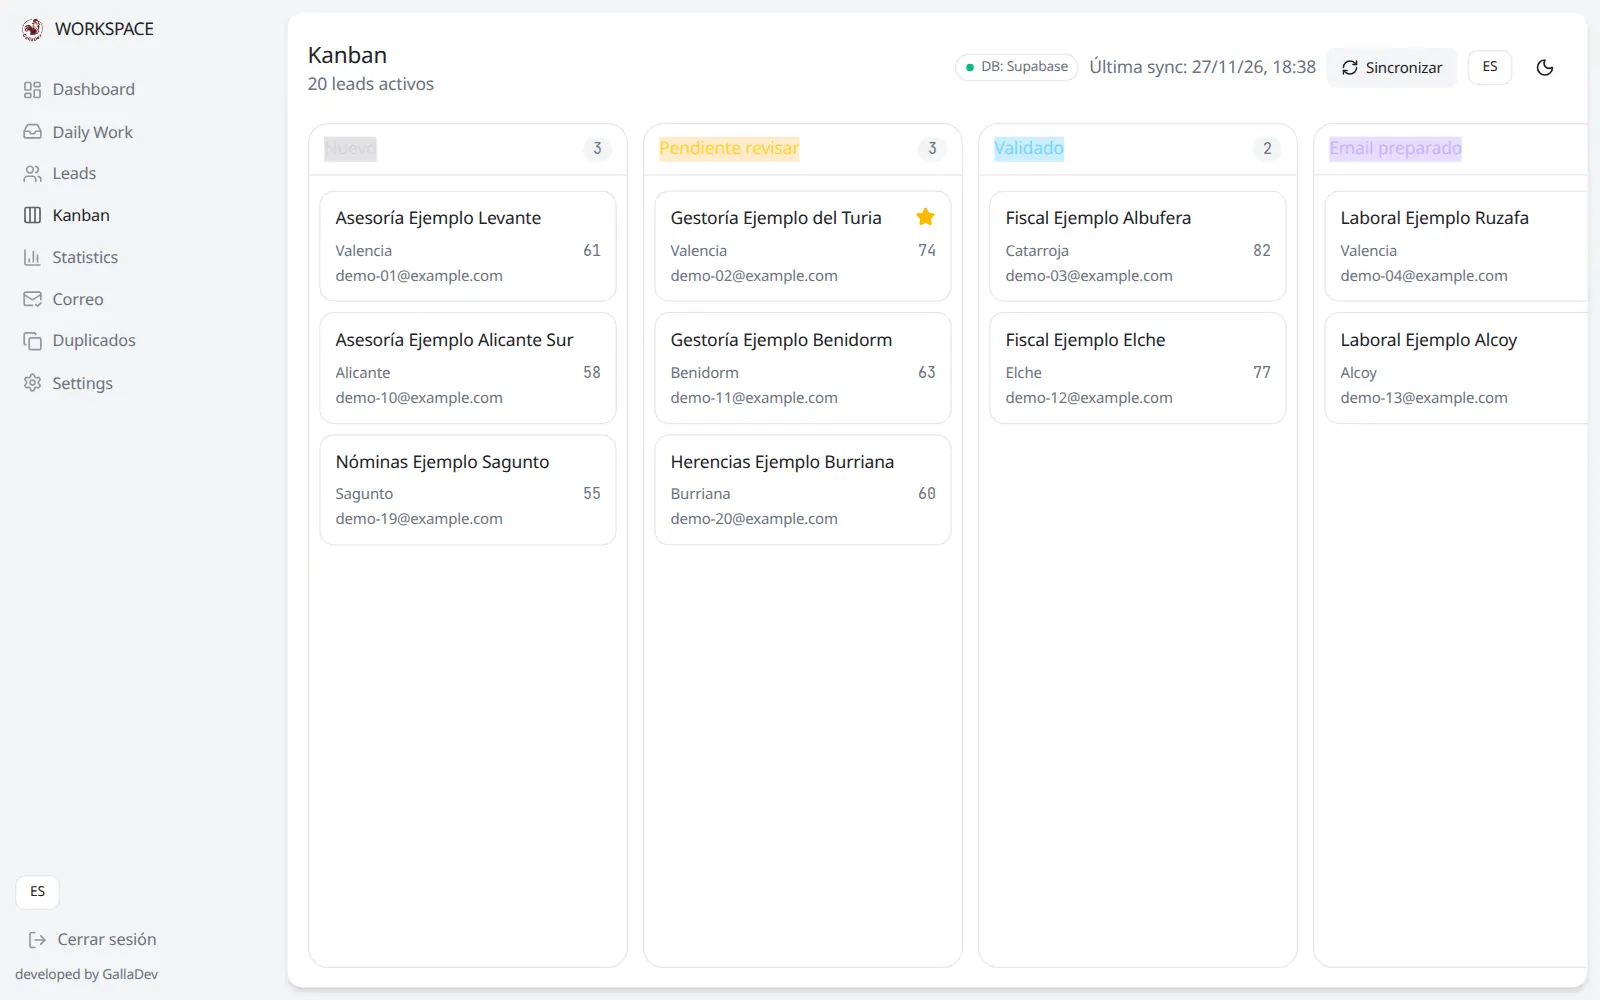 WORKSPACE
Dashboard
Daily Work
Leads
Kanban
Statistics
Correo
Duplicados
Settings
ES
Cerrar sesión
developed by GallaDev
Kanban
20 leads activos
DB: Supabase
Última sync: 27/11/26, 18:38
Sincronizar
ES
Nuevo
3
Asesoría Ejemplo Levante
Valencia
61
demo-01@example.com
Asesoría Ejemplo Alicante Sur
Alicante
58
demo-10@example.com
Nóminas Ejemplo Sagunto
Sagunto
55
demo-19@example.com
Pendiente revisar
3
Gestoría Ejemplo del Turia
Valencia
74
demo-02@example.com
Gestoría Ejemplo Benidorm
Benidorm
63
demo-11@example.com
Herencias Ejemplo Burriana
Burriana
60
demo-20@example.com
Validado
2
Fiscal Ejemplo Albufera
Catarroja
82
demo-03@example.com
Fiscal Ejemplo Elche
Elche
77
demo-12@example.com
Email preparado
Laboral Ejemplo Ruzafa
Valencia
demo-04@example.com
Laboral Ejemplo Alcoy
Alcoy
demo-13@example.com